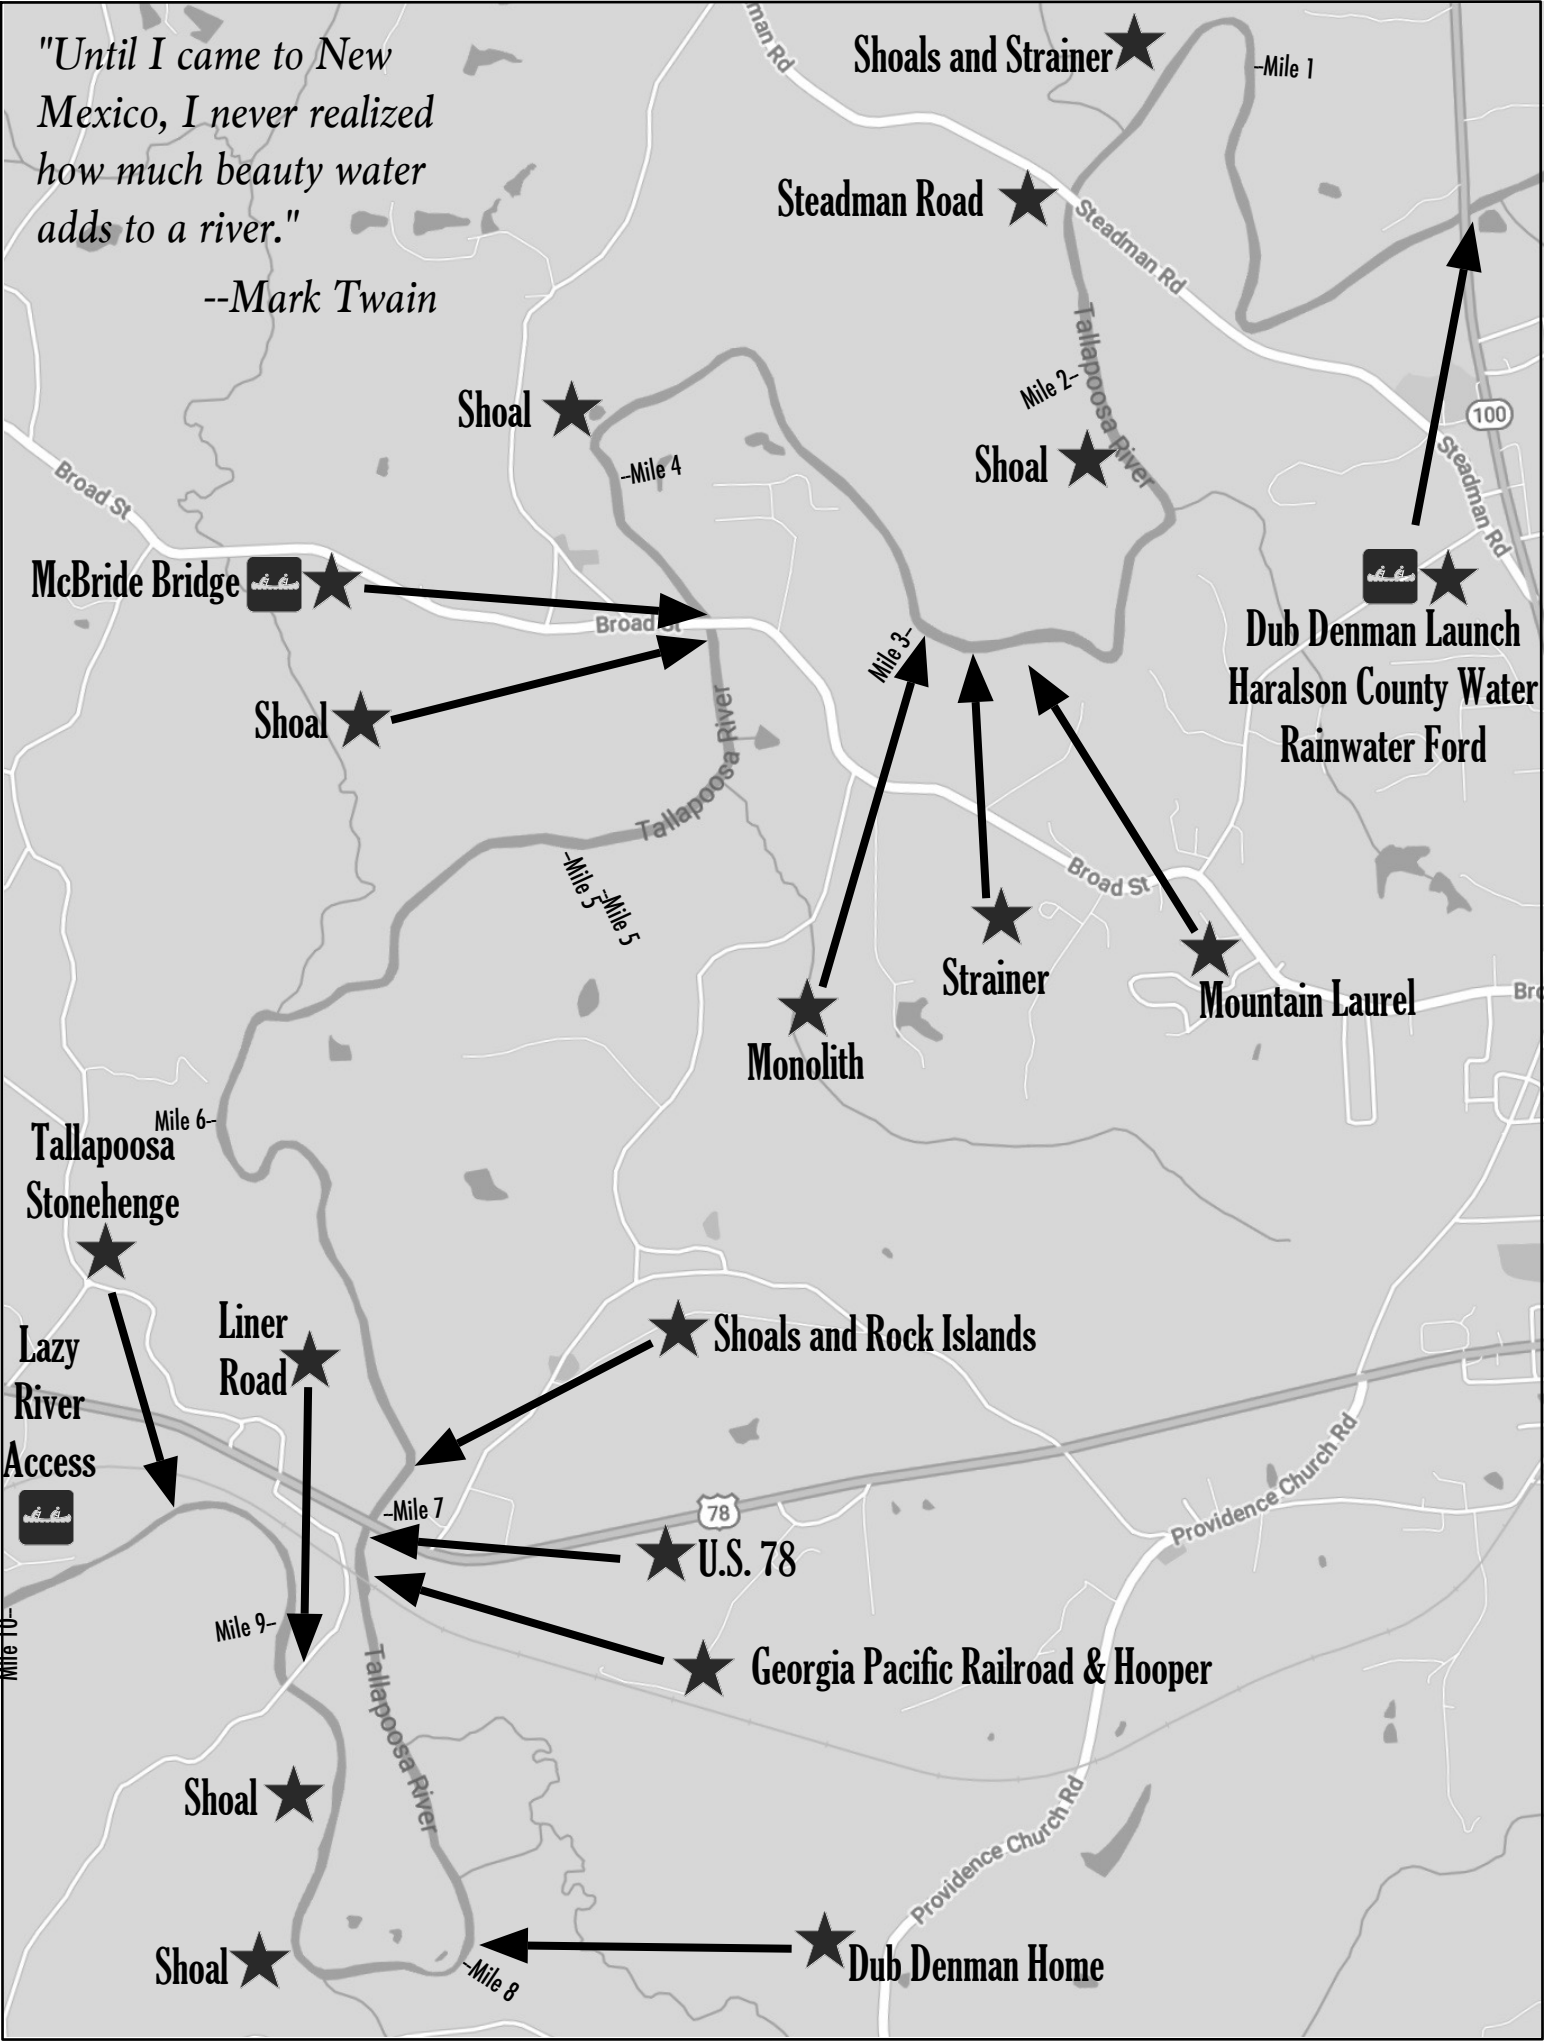 "Until I came to New
Mexico, I never realized
how much beauty water
adds to a river."
--Mark Twain
man Rd
Shoals and Strainer
--Mile 1
Steadman Road
Steadman Rd
Tallapoosa River
Mile 2--
100
Shoal
--Mile 4
Shoal
Steadman Rd
Broad St
McBride Bridge
Broad St
Mile 3--
Dub Denman Launch
Haralson County Water
Rainwater Ford
Shoal
Tallapoosa River
--Mile 5
--Mile 5
Broad St
Strainer
Mountain Laurel
Bro
Monolith
Mile 6--
Tallapoosa
Stonehenge
Liner
Road
Shoals and Rock Islands
Lazy
River
Access
Providence Church Rd
--Mile 7
78
U.S. 78
Mile 9--
Mile 10--
Tallapoosa River
Georgia Pacific Railroad & Hooper
Shoal
Providence Church Rd
Shoal
--Mile 8
Dub Denman Home